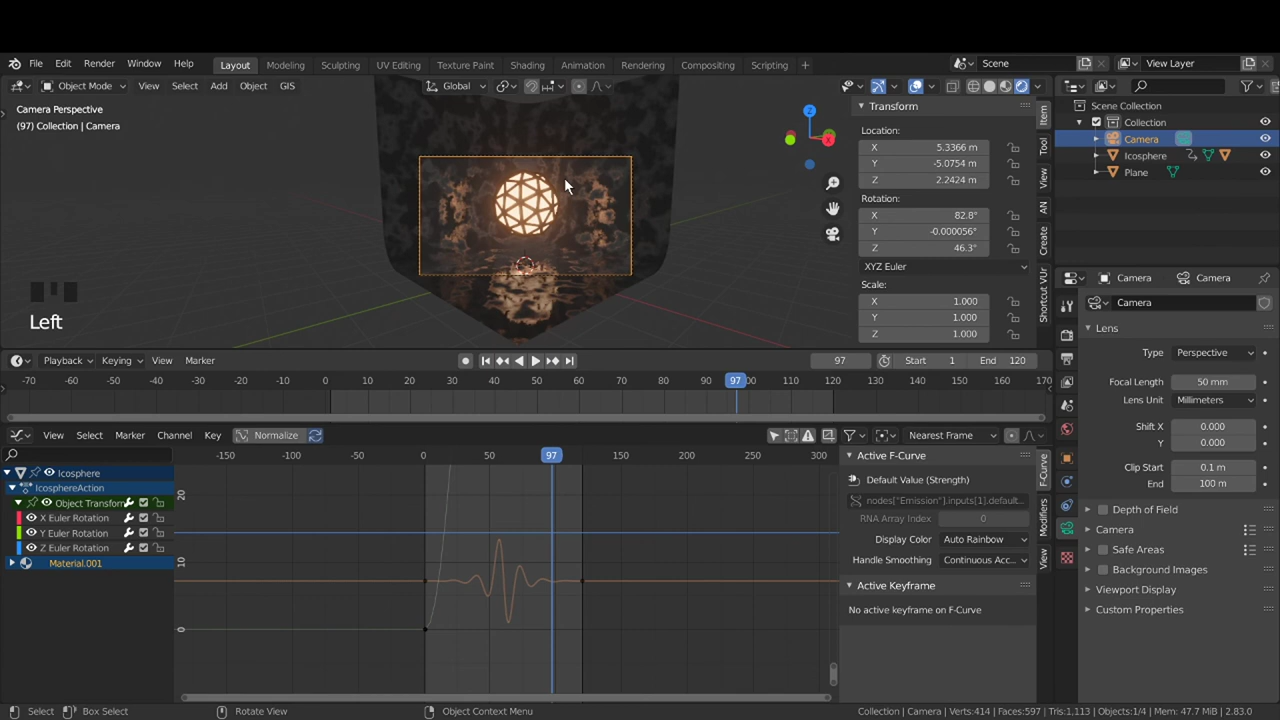 File Edit Render Window Help Layout Modeling Sculpting UV Editing Texture Paint Shading Animation Rendering Compositing Scripting + Scene View Layer
Object Mode View Select Add Object GIS Global
Camera Perspective
(97) Collection | Camera
Z
X
Left
Transform
Location:
X 5.3366 m
Y -5.0754 m
Z 2.2424 m
Rotation:
X 82.8°
Y -0.000056°
Z 46.3°
XYZ Euler
Scale:
X 1.000
Y 1.000
Z 1.000
Item
Tool
View
AN
Create
Shortcut VUr
Scene Collection
Collection
Camera
Icosphere
Plane
Camera Camera
Camera
Lens
Type Perspective
Focal Length 50 mm
Lens Unit Millimeters
Shift X 0.000
Y 0.000
Clip Start 0.1 m
End 100 m
Depth of Field
Camera
Safe Areas
Background Images
Viewport Display
Custom Properties
Playback Keying View Marker 97 Start 1 End 120
-70 -60 -50 -40 -30 -20 -10 0 10 20 30 40 50 60 70 80 90 97 100 110 120 130 140 150 160 170
View Select Marker Channel Key Normalize Nearest Frame
-150 -100 -50 0 50 97 150 200 250 300
20
10
0
Icosphere
IcosphereAction
Object Transform
X Euler Rotation
Y Euler Rotation
Z Euler Rotation
Material.001
Active F-Curve
Default Value (Strength)
nodes["Emission"].inputs[1].default...
RNA Array Index 0
Display Color Auto Rainbow
Handle Smoothing Continuous Acc...
Active Keyframe
No active keyframe on F-Curve
F-Curve
Modifiers
View
Select Box Select Rotate View Object Context Menu Collection | Camera | Verts:414 | Faces:597 | Tris:1,113 | Objects:1/4 | Mem: 47.7 MiB | 2.83.0